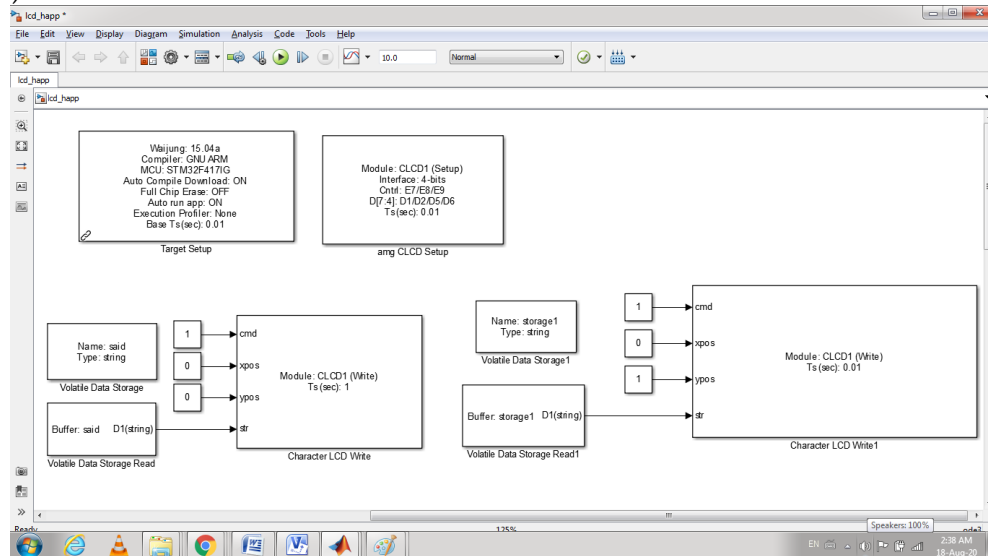 lcd_happ *
File Edit View Display Diagram Simulation Analysis Code Tools Help
10.0 Normal
lcd_happ
lcd_happ
Waijung: 15.04a
Compiler: GNU ARM
MCU: STM32F417IG
Auto Compile Download: ON
Full Chip Erase: OFF
Auto run app: ON
Execution Profiler: None
Base Ts(sec): 0.01
Target Setup
Module: CLCD1 (Setup)
Interface: 4-bits
Cntrl: E7/E8/E9
D[7:4]: D1/D2/D5/D6
Ts(sec): 0.01
amg CLCD Setup
Name: said
Type: string
Volatile Data Storage
Buffer: said D1(string)
Volatile Data Storage Read
1
0
0
cmd
xpos
ypos
str
Module: CLCD1 (Write)
Ts(sec): 1
Character LCD Write
Name: storage1
Type: string
Volatile Data Storage1
Buffer: storage1 D1(string)
Volatile Data Storage Read1
1
0
1
cmd
xpos
ypos
str
Module: CLCD1 (Write)
Ts(sec): 0.01
Character LCD Write1
Ready 125%
Speakers: 100%
EN
2:38 AM
18-Aug-20